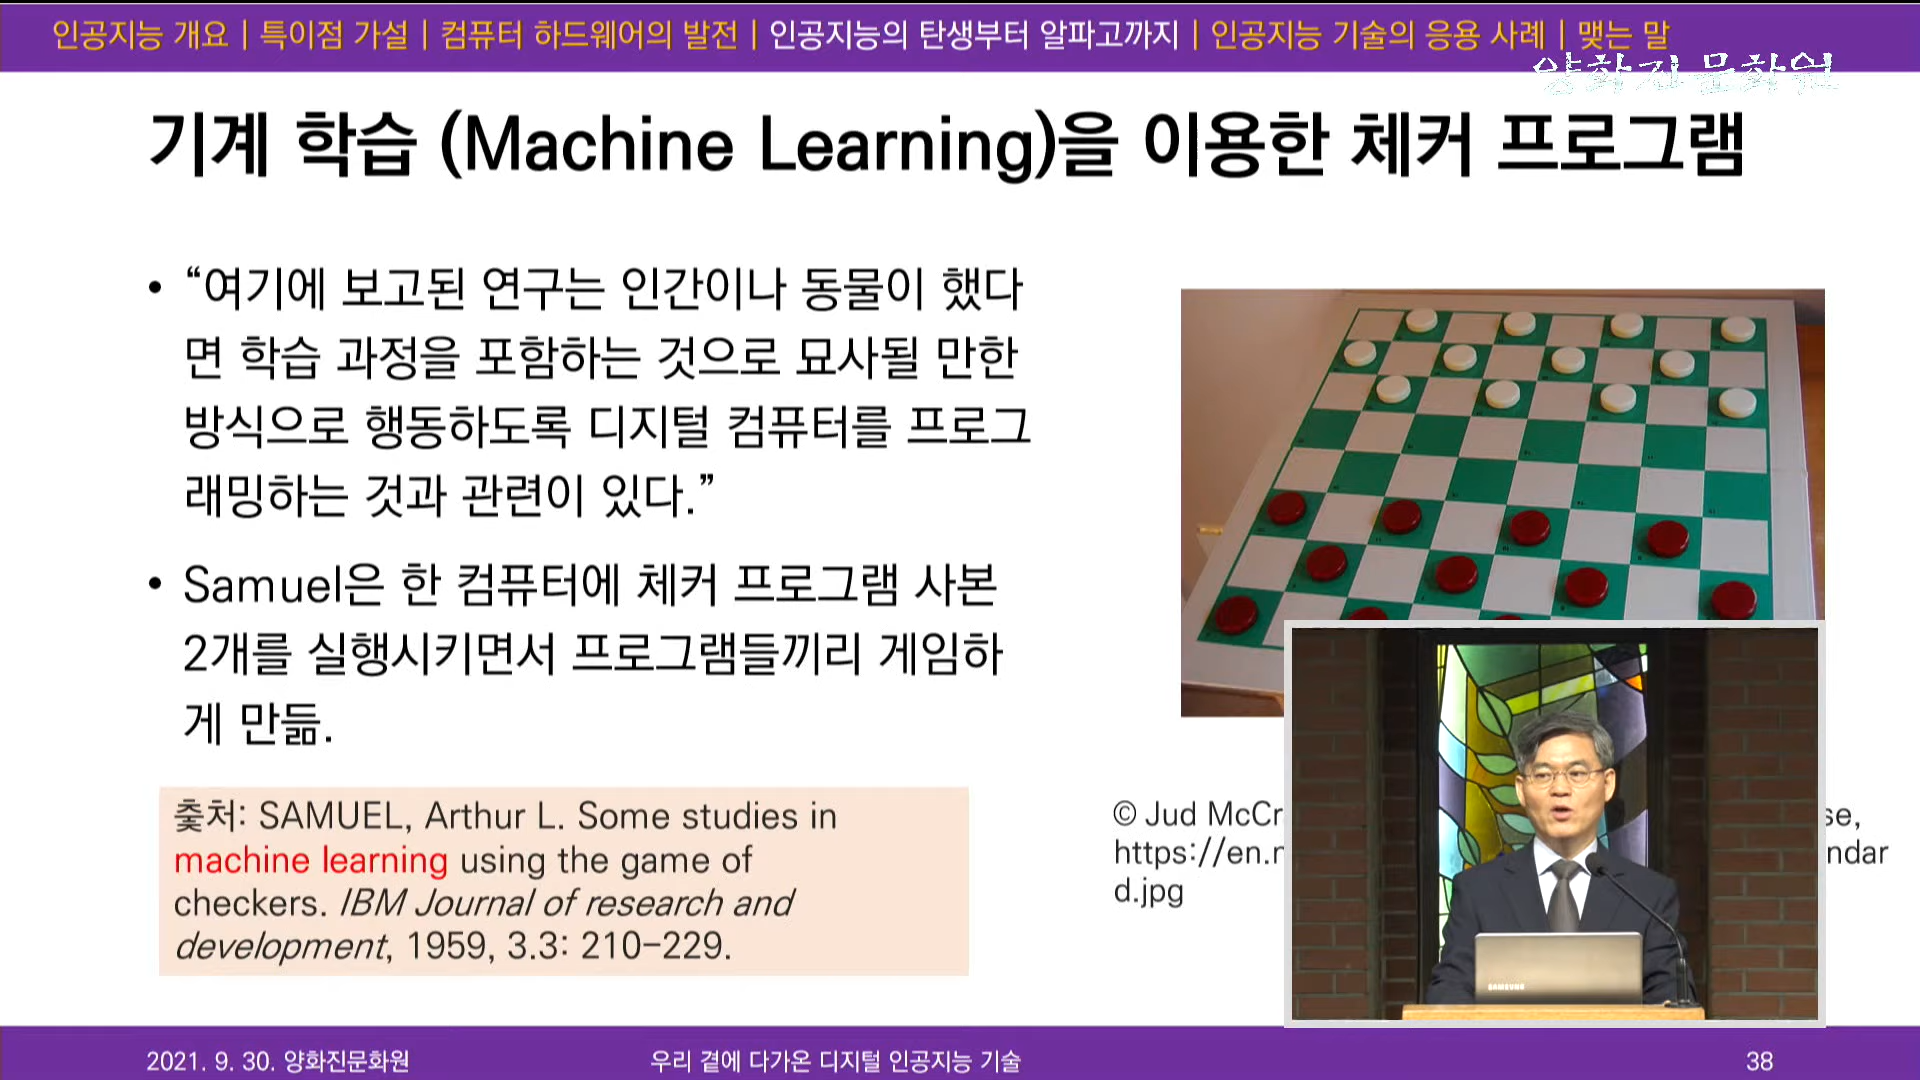 인공지능 개요 | 특이점 가설 | 컴퓨터 하드웨어의 발전 | 인공지능의 탄생부터 알파고까지 | 인공지능 기술의 응용 사례 | 맺는 말
양화진문화원
기계 학습 (Machine Learning)을 이용한 체커 프로그램
• “여기에 보고된 연구는 인간이나 동물이 했다
면 학습 과정을 포함하는 것으로 묘사될 만한
방식으로 행동하도록 디지털 컴퓨터를 프로그
래밍하는 것과 관련이 있다.”
• Samuel은 한 컴퓨터에 체커 프로그램 사본
2개를 실행시키면서 프로그램들끼리 게임하
게 만듦.
출처: SAMUEL, Arthur L. Some studies in
machine learning using the game of
checkers. IBM Journal of research and
development, 1959, 3.3: 210–229.
© Jud McCr se,
https://en.n ndar
d.jpg
SAMSUNG
2021. 9. 30. 양화진문화원
우리 곁에 다가온 디지털 인공지능 기술
38